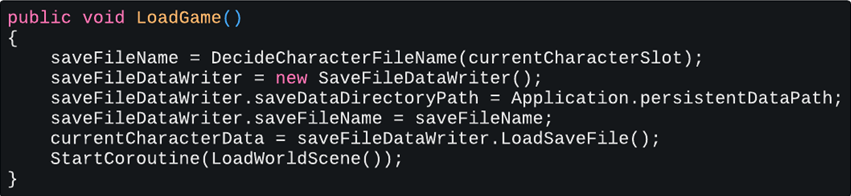 public void LoadGame()
{
    saveFileName = DecideCharacterFileName(currentCharacterSlot);
    saveFileDataWriter = new SaveFileDataWriter();
    saveFileDataWriter.saveDataDirectoryPath = Application.persistentDataPath;
    saveFileDataWriter.saveFileName = saveFileName;
    currentCharacterData = saveFileDataWriter.LoadSaveFile();
    StartCoroutine(LoadWorldScene());
}